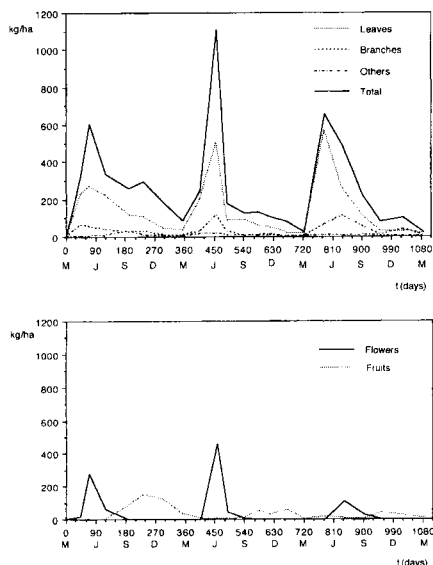 kg/ha
1200
1000
800
600
400
200
0
Leaves
Branches
Others
Total
0 90 180 270 360 450 540 630 720 810 900 990 1080
M J S D M J S D M J S D M
t (days)
kg/ha
1200
1000
800
600
400
200
0
Flowers
Fruits
0 90 180 270 360 450 540 630 720 810 900 990 1080
M J S D M J S D M J S D M
t (days)